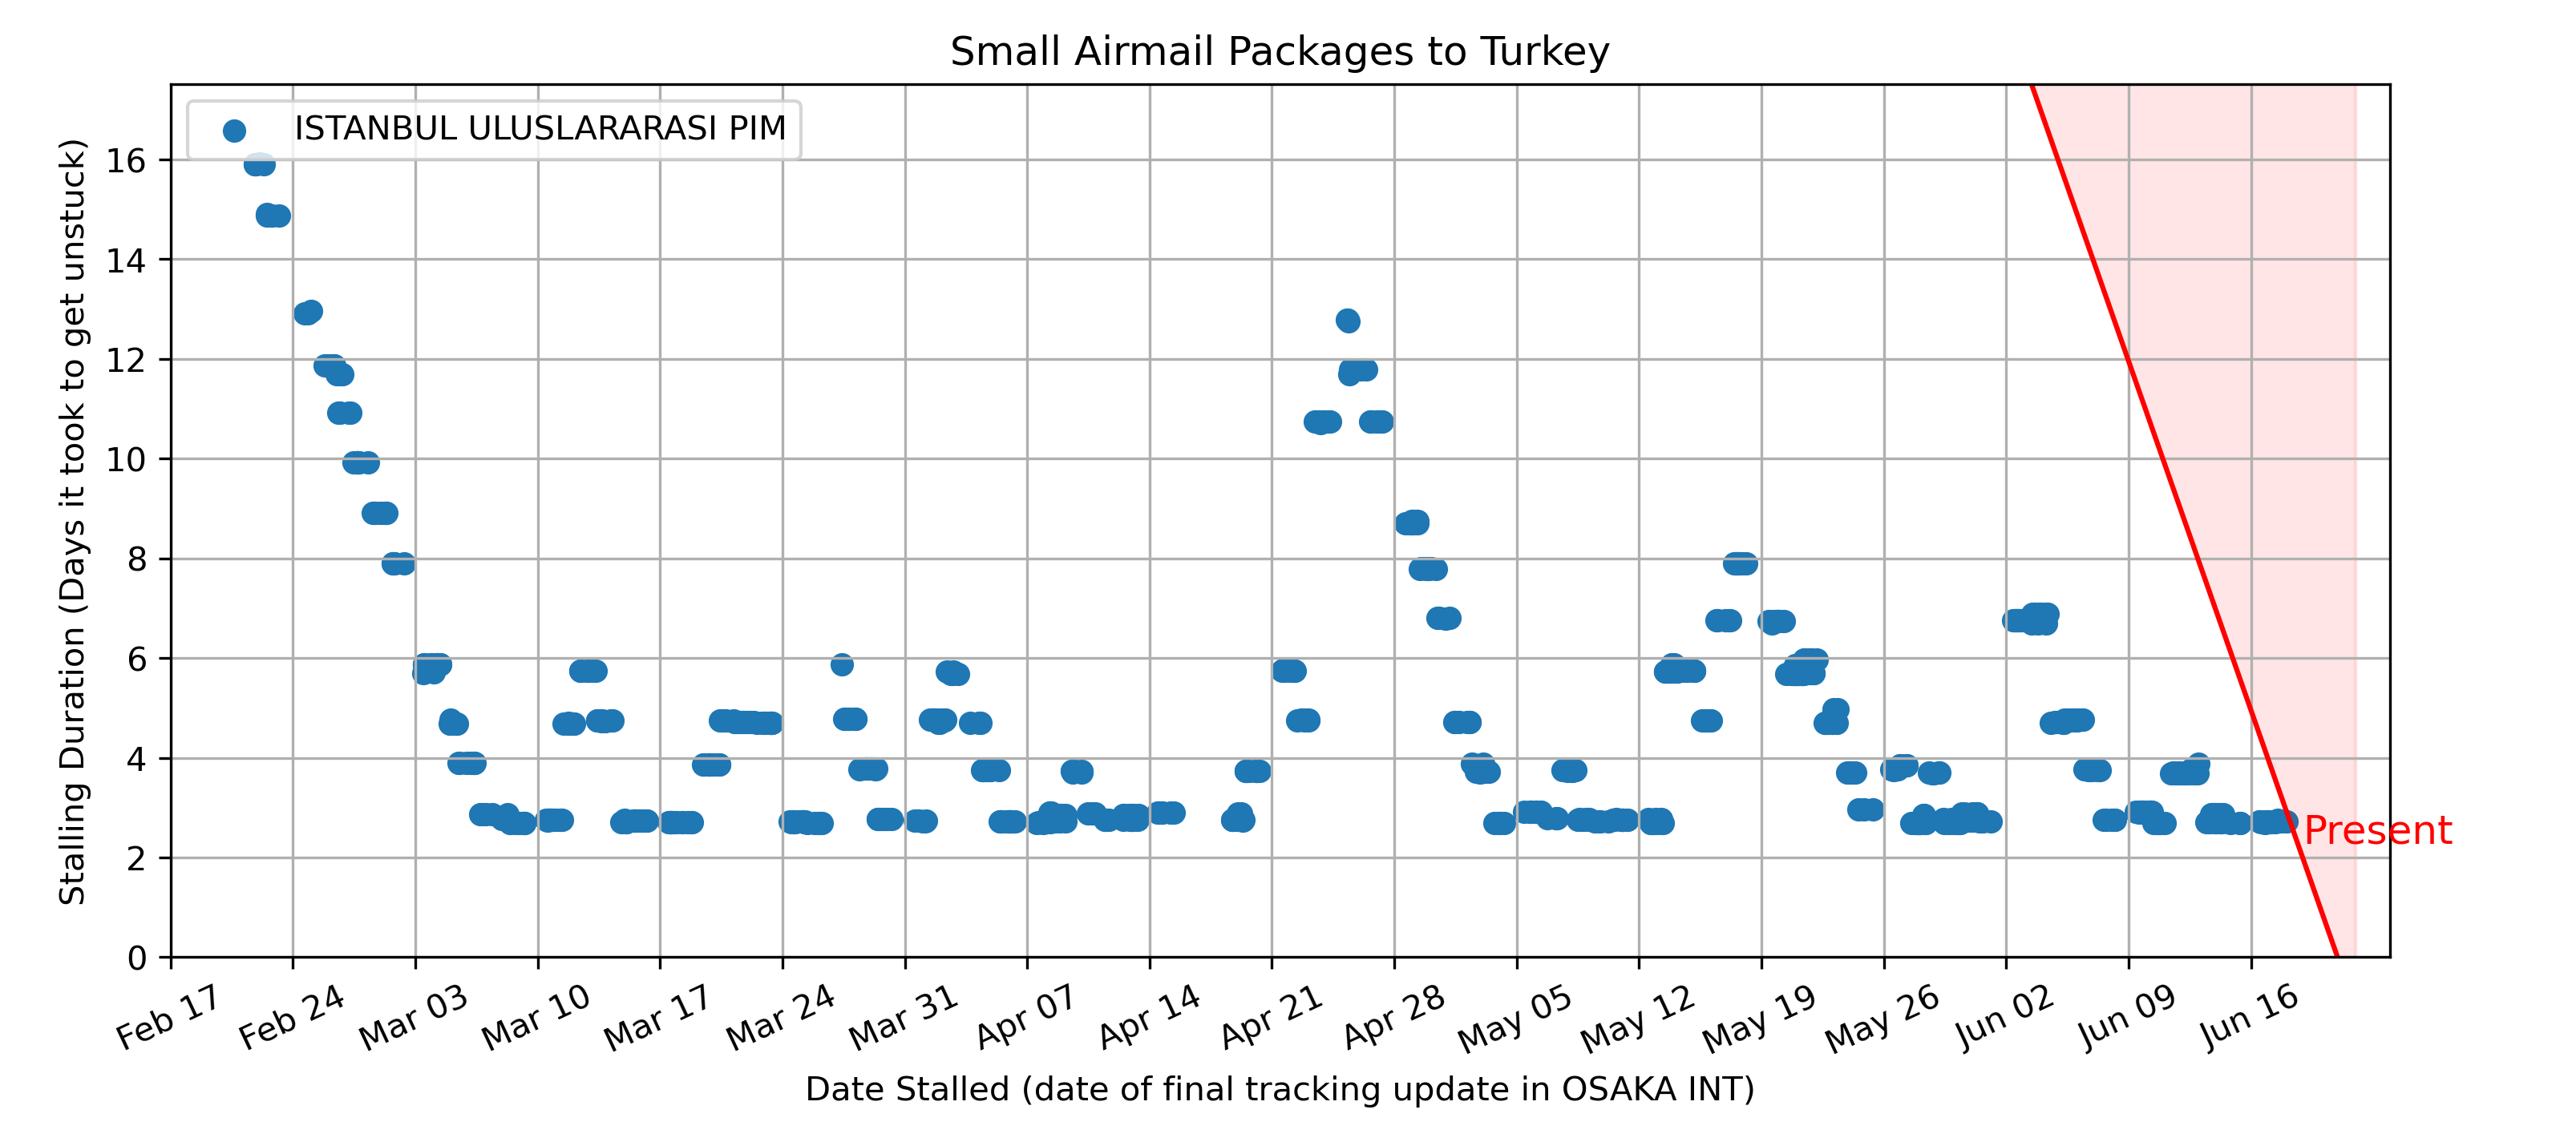 Small Airmail Packages to Turkey
ISTANBUL ULUSLARARASI PIM
Stalling Duration (Days it took to get unstuck)
16
14
12
10
8
6
4
2
0
Present
Feb 17
Feb 24
Mar 03
Mar 10
Mar 17
Mar 24
Mar 31
Apr 07
Apr 14
Apr 21
Apr 28
May 05
May 12
May 19
May 26
Jun 02
Jun 09
Jun 16
Date Stalled (date of final tracking update in OSAKA INT)